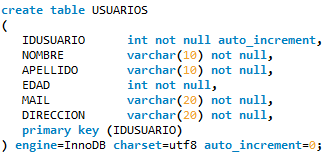 create table USUARIOS
(
IDUSUARIO int not null auto_increment,
NOMBRE varchar(10) not null,
APELLIDO varchar(10) not null,
EDAD int not null,
MAIL varchar(20) not null,
DIRECCION varchar(20) not null,
primary key (IDUSUARIO)
) engine=InnoDB charset=utf8 auto_increment=0;